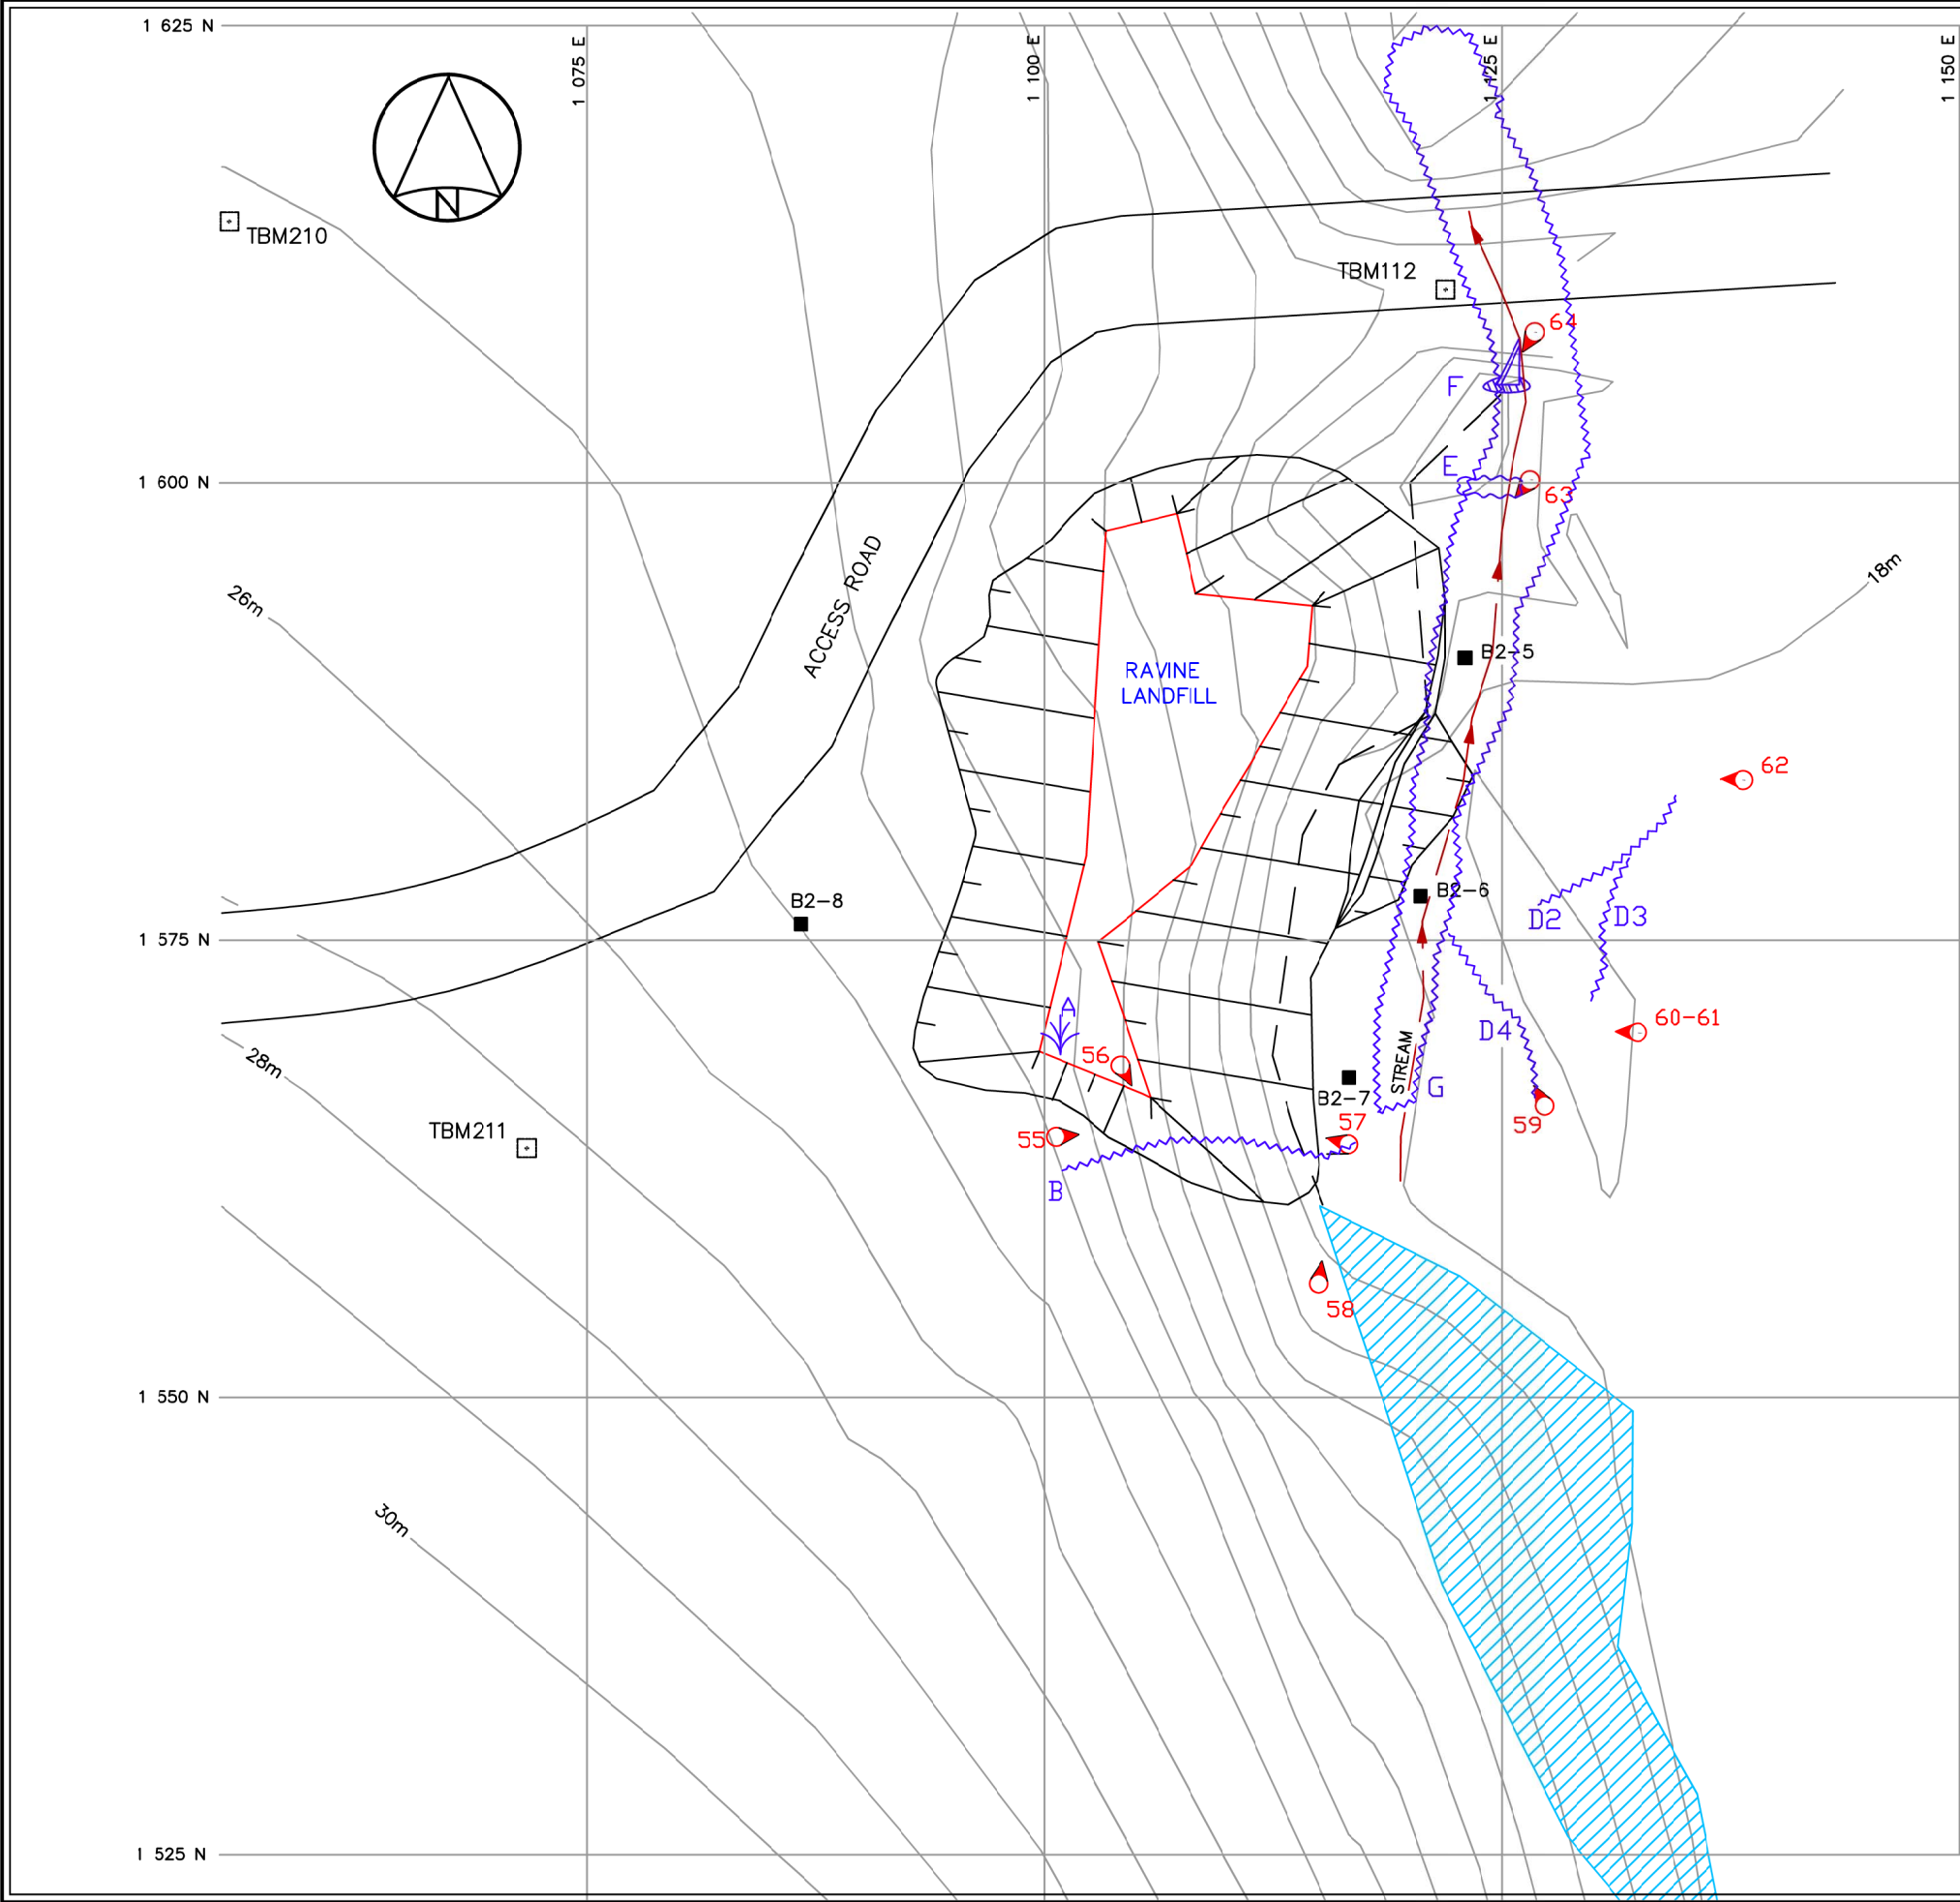 1 625 N
1 075 E
1 100 E
1 125 E
1 150 E
N
TBM210
TBM112
64
F
E
1 600 N
63
ACCESS ROAD
18m
26m
B2-5
RAVINE
LANDFILL
62
B2-8
B2-6
D2
D3
1 575 N
A
60-61
D4
28m
56
STREAM
G
B2-7
TBM211
55
57
59
B
58
1 550 N
30m
1 525 N